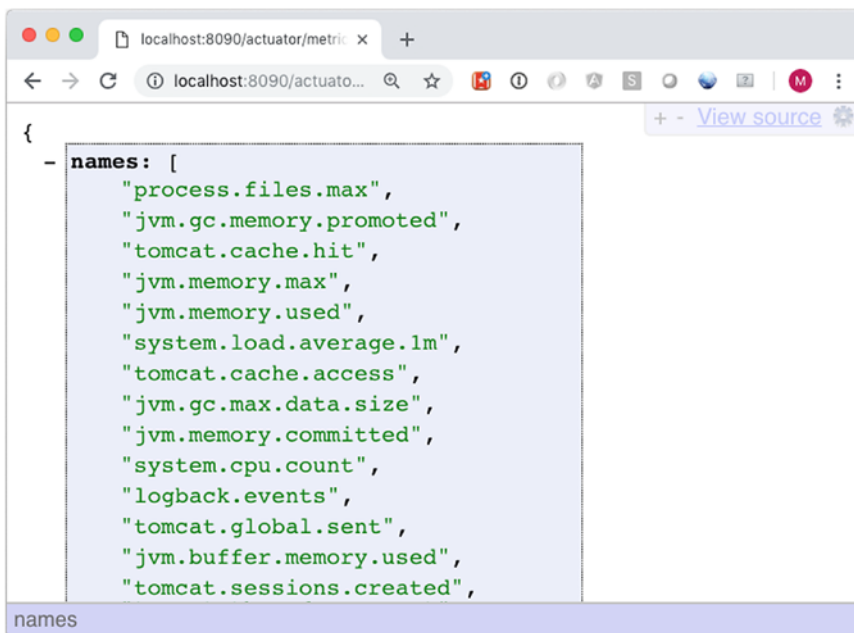 localhost:8090/actuator/metric
localhost:8090/actuato...
M
+ - View source
{
– names: [
"process.files.max",
"jvm.gc.memory.promoted",
"tomcat.cache.hit",
"jvm.memory.max",
"jvm.memory.used",
"system.load.average.1m",
"tomcat.cache.access",
"jvm.gc.max.data.size",
"jvm.memory.committed",
"system.cpu.count",
"logback.events",
"tomcat.global.sent",
"jvm.buffer.memory.used",
"tomcat.sessions.created",
names